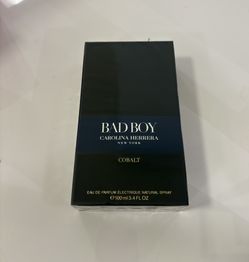 BAD BOY
CAROLINA HERRERA
NEW YORK
COBALT
EAU DE PARFUM ÉLECTRIQUE NATURAL SPRAY
℮100 ml 3.4 FL OZ